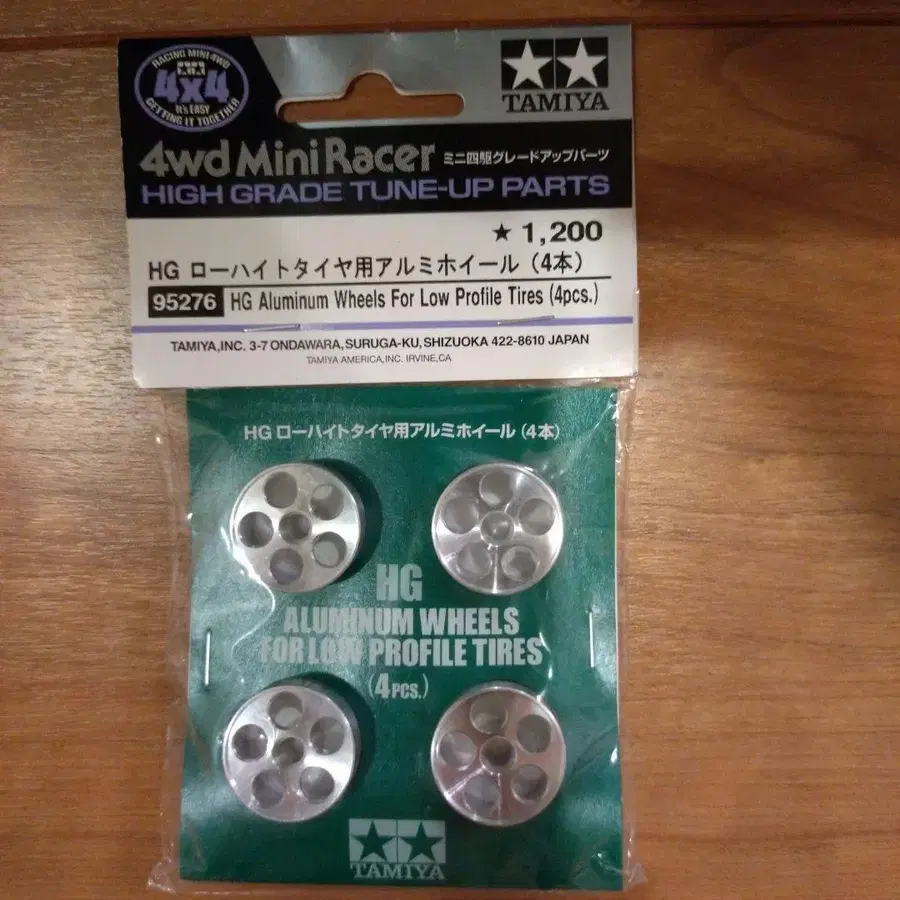 RACING MINI 4WD
4x4
It's EASY
GETTING IT TOGETHER
TAMIYA
4wd Mini Racer ミニ四駆グレードアップパーツ
HIGH GRADE TUNE-UP PARTS
★ 1,200
HG ローハイトタイヤ用アルミホイール（4本）
95276 HG Aluminum Wheels For Low Profile Tires (4pcs.)
TAMIYA,INC. 3-7 ONDAWARA, SURUGA-KU, SHIZUOKA 422-8610 JAPAN
TAMIYA AMERICA,INC. IRVINE,CA
HG ローハイトタイヤ用アルミホイール（4本）
HG
ALUMINUM WHEELS
FOR LOW PROFILE TIRES
(4PCS.)
TAMIYA